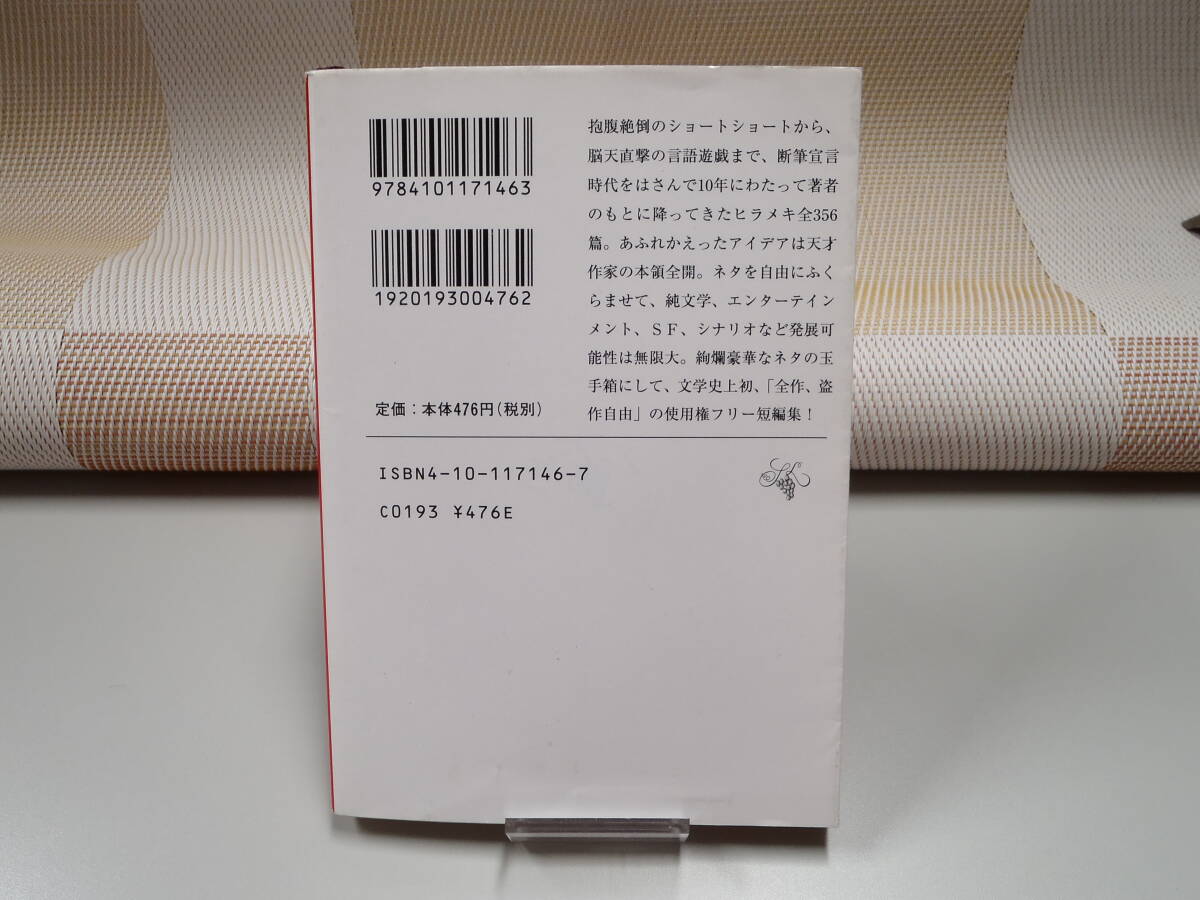 9784101171463
1920193004762
定価：本体476円（税別）
抱腹絶倒のショートショートから、
脳天直撃の言語遊戯まで、断筆宣言
時代をはさんで10年にわたって著者
のもとに降ってきたヒラメキ全356
篇。あふれかえったアイデアは天才
作家の本領全開。ネタを自由にふく
らませて、純文学、エンターテイン
メント、ＳＦ、シナリオなど発展可
能性は無限大。絢爛豪華なネタの玉
手箱にして、文学史上初、「全作、盗
作自由」の使用権フリー短編集！
ISBN4-10-117146-7
C0193 ¥476E